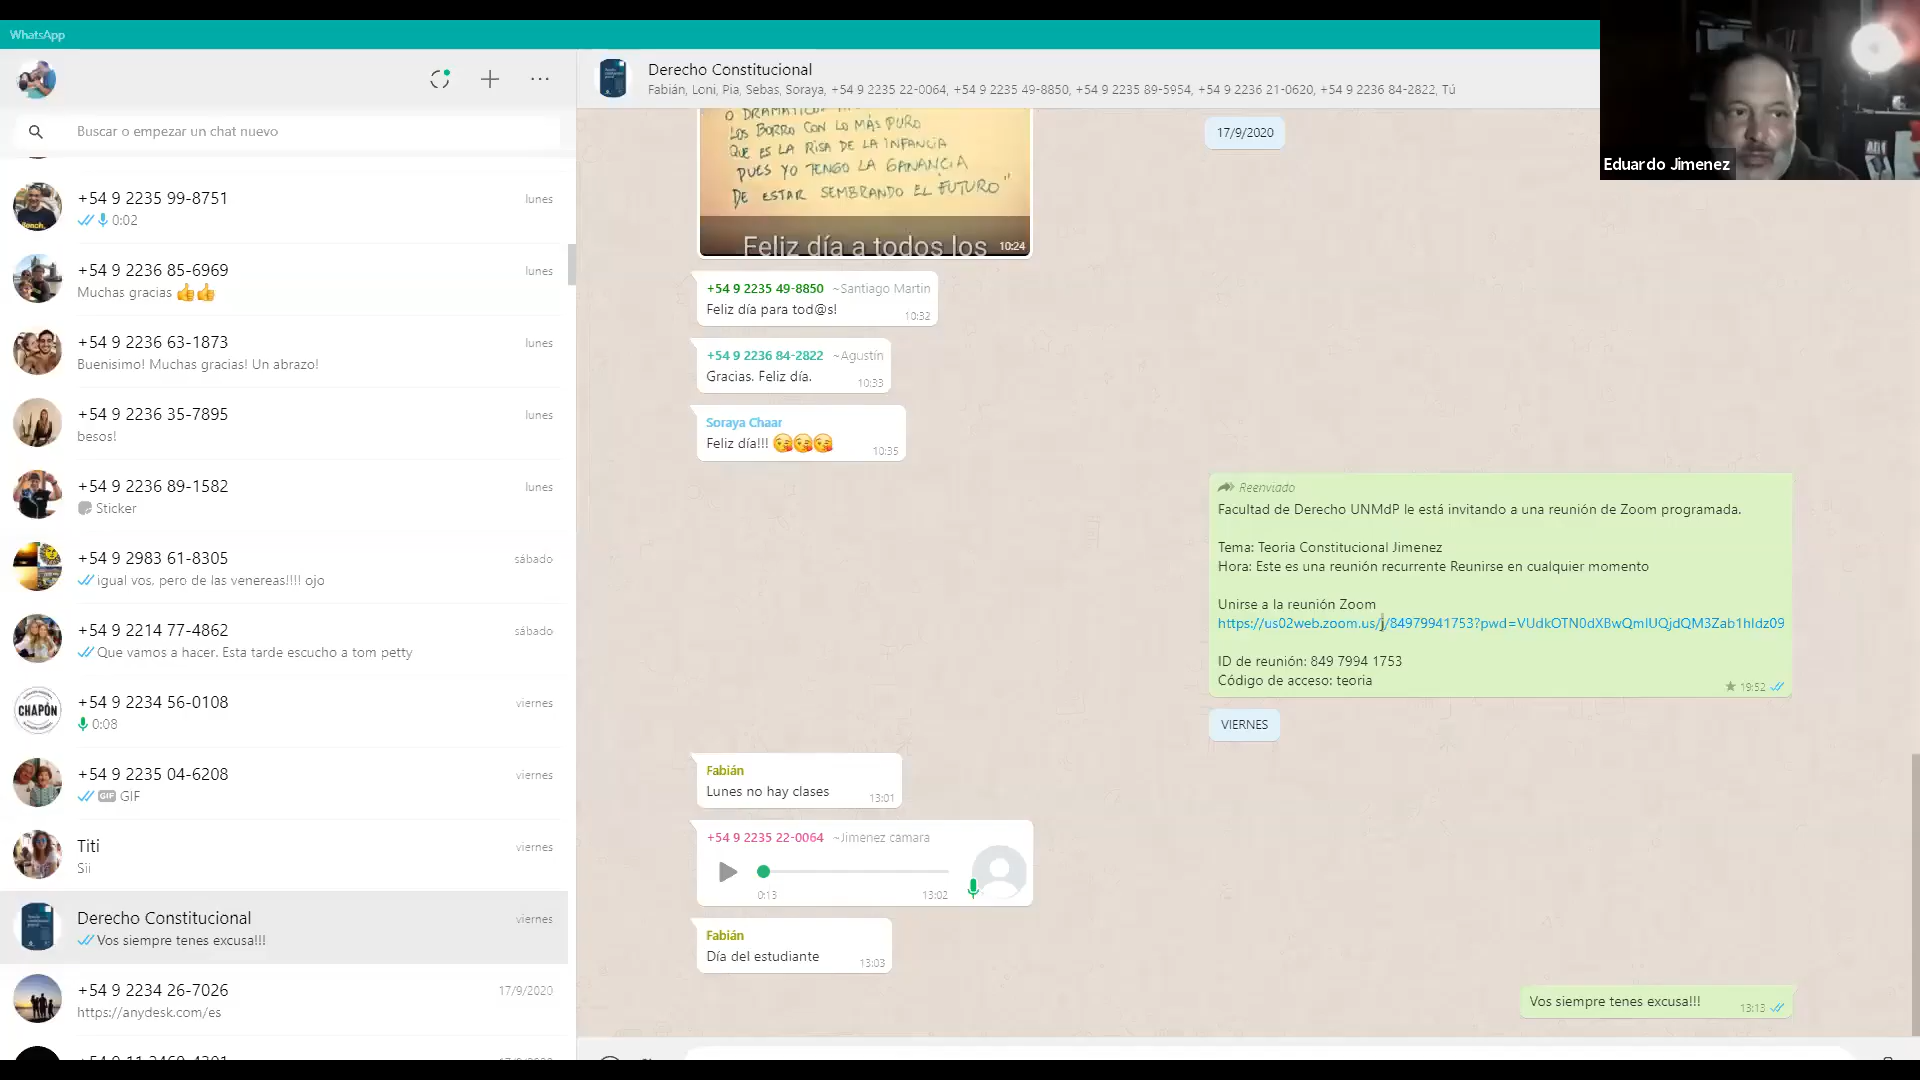 WhatsApp
Buscar o empezar un chat nuevo
+54 9 2235 99-8751
lunes
0:02
+54 9 2236 85-6969
lunes
Muchas gracias 👍👍
+54 9 2236 63-1873
lunes
Buenisimo! Muchas gracias! Un abrazo!
+54 9 2236 35-7895
lunes
besos!
+54 9 2236 89-1582
lunes
Sticker
+54 9 2983 61-8305
sábado
igual vos, pero de las venereas!!!! ojo
+54 9 2214 77-4862
sábado
Que vamos a hacer. Esta tarde escucho a tom petty
CHAPÓN
+54 9 2234 56-0108
viernes
0:08
+54 9 2235 04-6208
viernes
GIF GIF
Titi
viernes
Sii
Derecho Constitucional
viernes
Vos siempre tenes excusa!!!
+54 9 2234 26-7026
17/9/2020
https://anydesk.com/es
Derecho Constitucional
Fabián, Loni, Pia, Sebas, Soraya, +54 9 2235 22-0064, +54 9 2235 49-8850, +54 9 2235 89-5954, +54 9 2236 21-0620, +54 9 2236 84-2822, Tú
Eduardo Jimenez
17/9/2020
LOS BORRO CON LO MÁS PURO
QUE ES LA RISA DE LA INFANCIA
PUES YO TENGO LA GANANCIA
DE ESTAR SEMBRANDO EL FUTURO"
Feliz día a todos los
10:24
+54 9 2235 49-8850 ~Santiago Martin
Feliz día para tod@s!
10:32
+54 9 2236 84-2822 ~Agustín
Gracias. Feliz día.
10:33
Soraya Chaar
Feliz día!!! 😘😘😘
10:35
Reenviado
Facultad de Derecho UNMdP le está invitando a una reunión de Zoom programada.
Tema: Teoria Constitucional Jimenez
Hora: Este es una reunión recurrente Reunirse en cualquier momento
Unirse a la reunión Zoom
https://us02web.zoom.us/j/84979941753?pwd=VUdkOTN0dXBwQmlUQjdQM3Zab1hIdz09
ID de reunión: 849 7994 1753
Código de acceso: teoria
19:52
VIERNES
Fabián
Lunes no hay clases
13:01
+54 9 2235 22-0064 ~Jimenez camara
0:13
13:02
Fabián
Día del estudiante
13:03
Vos siempre tenes excusa!!!
13:13